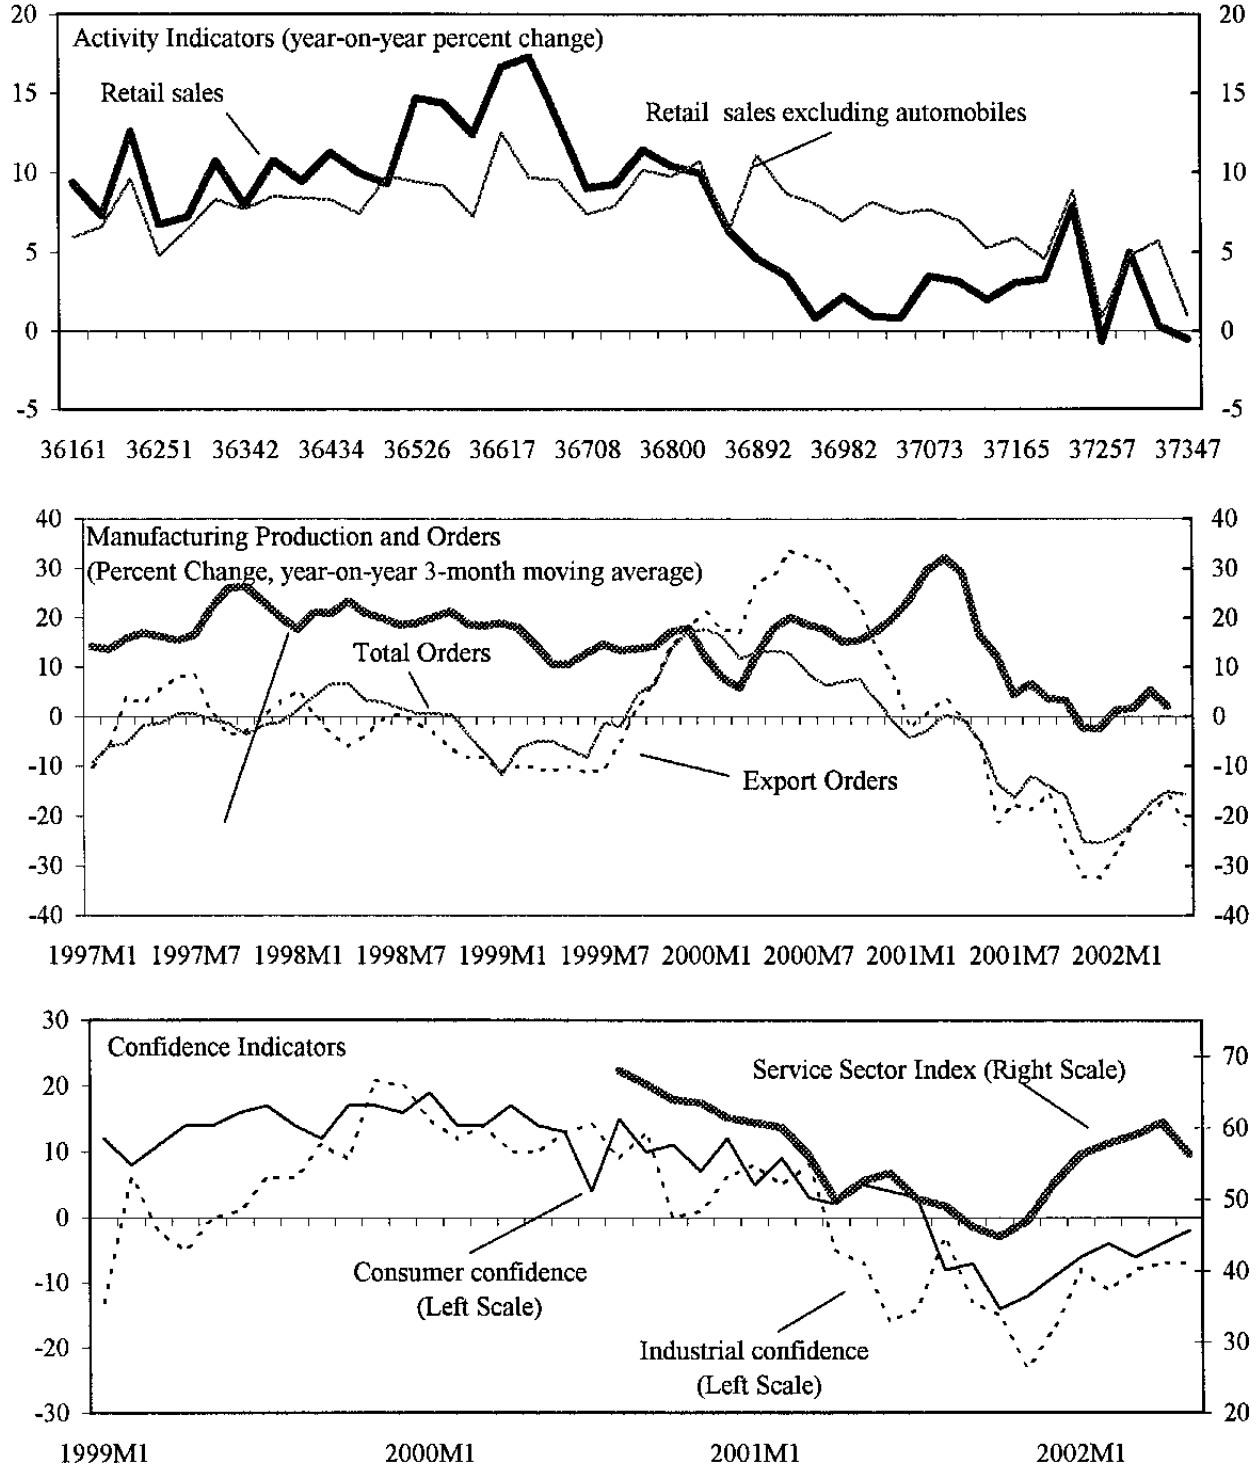 Activity Indicators (year-on-year percent change)
Retail sales
Retail sales excluding automobiles
20 20
15 15
10 10
5 5
0 0
-5 -5
36161 36251 36342 36434 36526 36617 36708 36800 36892 36982 37073 37165 37257 37347
Manufacturing Production and Orders
(Percent Change, year-on-year 3-month moving average)
Total Orders
Export Orders
40 40
30 30
20 20
10 10
0 0
-10 -10
-20 -20
-30 -30
-40 -40
1997M1 1997M7 1998M1 1998M7 1999M1 1999M7 2000M1 2000M7 2001M1 2001M7 2002M1
Confidence Indicators
Service Sector Index (Right Scale)
Consumer confidence
(Left Scale)
Industrial confidence
(Left Scale)
30
20
10
0
-10
-20
-30
70
60
50
40
30
20
1999M1 2000M1 2001M1 2002M1